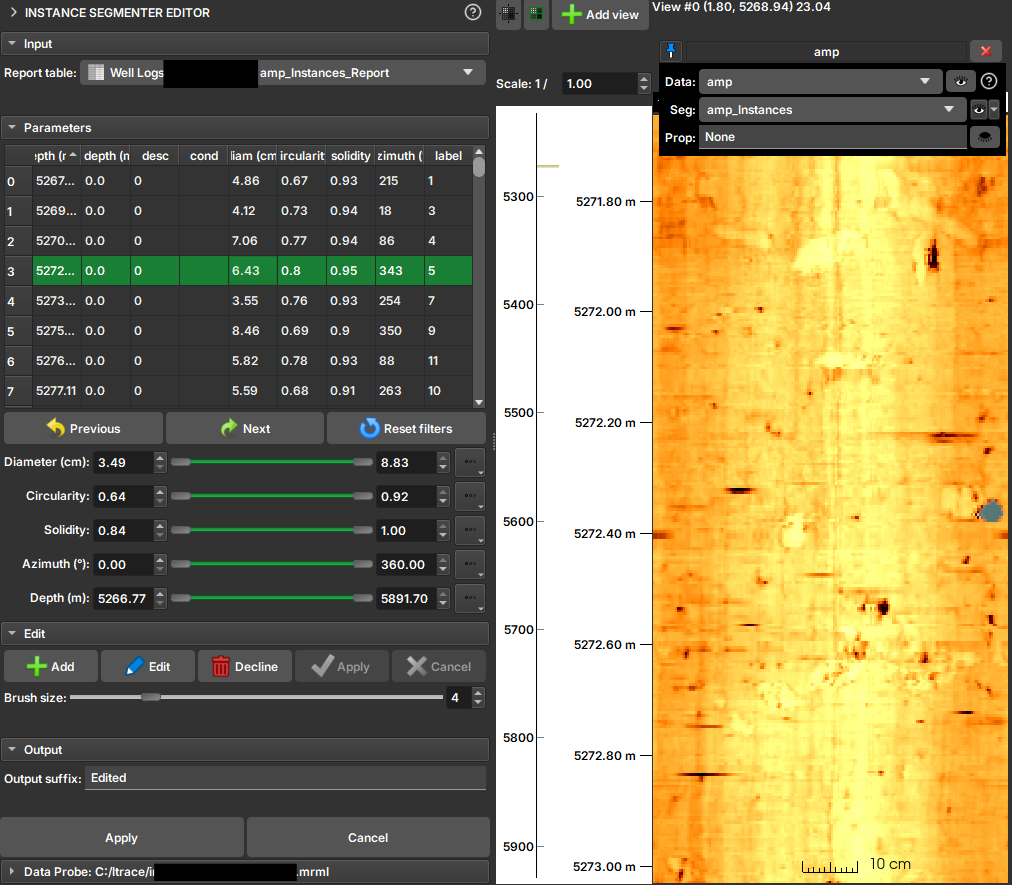 INSTANCE SEGMENTER EDITOR
Input
Report table: Well Logs amp_Instances_Report
Parameters
epth (r depth (n desc cond liam (cm ircularit solidity zimuth ( label
0 5267... 0.0 0 4.86 0.67 0.93 215 1
1 5269... 0.0 0 4.12 0.73 0.94 18 3
2 5270... 0.0 0 7.06 0.77 0.94 86 4
3 5272... 0.0 0 6.43 0.8 0.95 343 5
4 5273... 0.0 0 3.55 0.76 0.93 254 7
5 5275... 0.0 0 8.46 0.69 0.9 350 9
6 5276... 0.0 0 5.82 0.78 0.93 88 11
7 5277.11 0.0 0 5.59 0.68 0.91 263 10
Previous Next Reset filters
Diameter (cm): 3.49 8.83 ...
Circularity: 0.64 0.92 ...
Solidity: 0.84 1.00 ...
Azimuth (°): 0.00 360.00 ...
Depth (m): 5266.77 5891.70 ...
Edit
Add Edit Decline Apply Cancel
Brush size: 4
Output
Output suffix: Edited
Apply Cancel
Data Probe: C:/ltrace/i .mrml
Add view
View #0 (1.80, 5268.94) 23.04
Scale: 1 / 1.00
amp
Data: amp
Seg: amp_Instances
Prop: None
5300
5400
5500
5600
5700
5800
5900
5271.80 m
5272.00 m
5272.20 m
5272.40 m
5272.60 m
5272.80 m
5273.00 m
10 cm